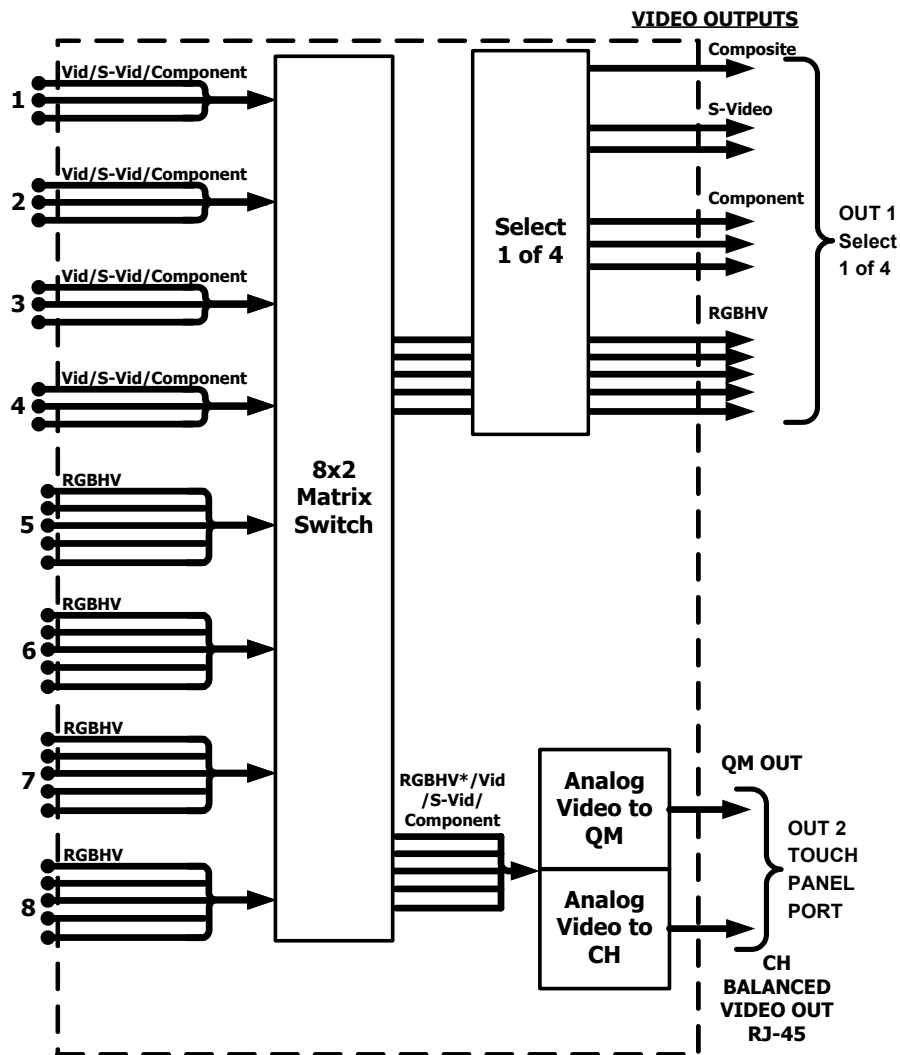 VIDEO OUTPUTS
Composite
Vid/S-Vid/Component
1
S-Video
Vid/S-Vid/Component
2
Component
Select
1 of 4
OUT 1
Select
1 of 4
Vid/S-Vid/Component
3
RGBHV
Vid/S-Vid/Component
4
8x2
Matrix
Switch
RGBHV
5
RGBHV
6
RGBHV
7
RGBHV*/Vid
/S-Vid/
Component
Analog
Video to
QM
QM OUT
OUT 2
TOUCH
PANEL
PORT
RGBHV
8
Analog
Video to
CH
CH
BALANCED
VIDEO OUT
RJ-45